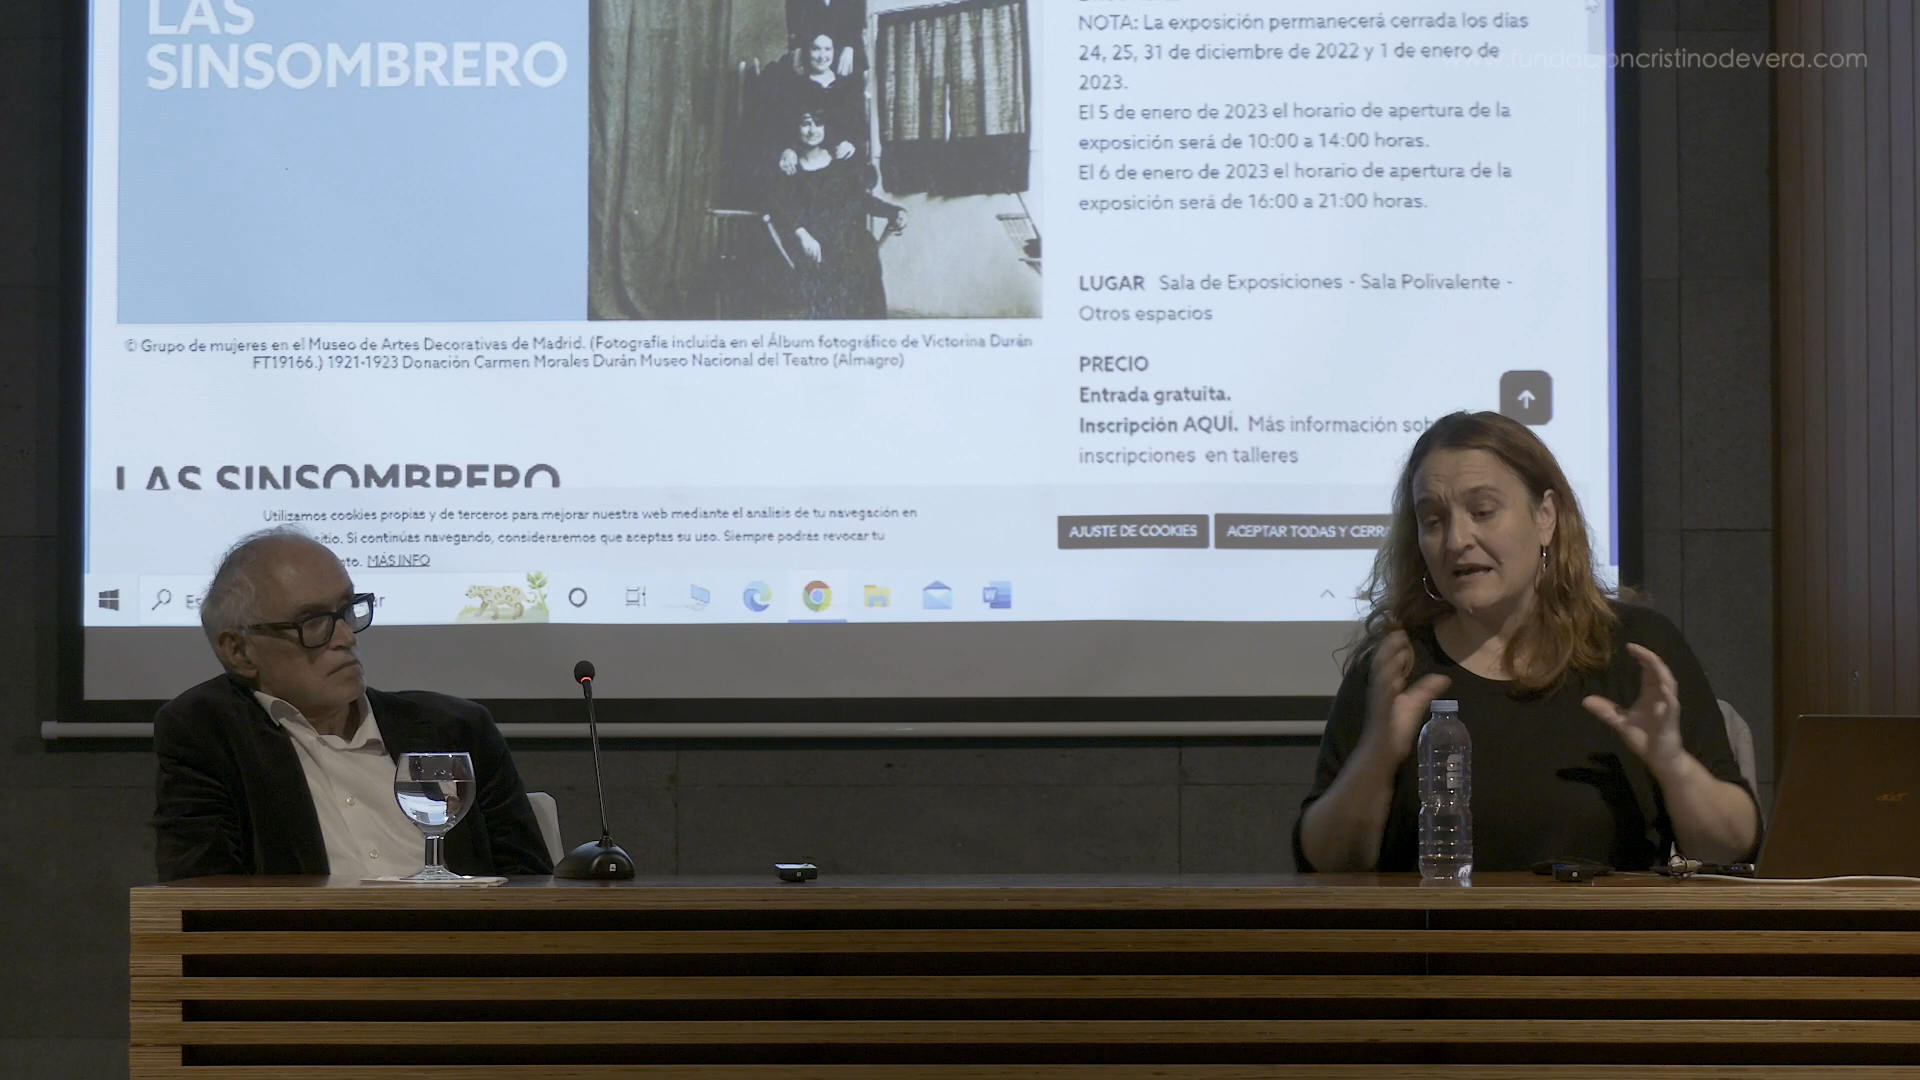 LAS
SINSOMBRERO
NOTA: La exposición permanecerá cerrada los días
24, 25, 31 de diciembre de 2022 y 1 de enero de
2023.
El 5 de enero de 2023 el horario de apertura de la
exposición será de 10:00 a 14:00 horas.
El 6 de enero de 2023 el horario de apertura de la
exposición será de 16:00 a 21:00 horas.
LUGAR Sala de Exposiciones - Sala Polivalente -
Otros espacios
PRECIO
Entrada gratuita.
Inscripción AQUÍ. Más información
inscripciones en talleres
© Grupo de mujeres en el Museo de Artes Decorativas de Madrid. (Fotografía incluida en el Álbum fotográfico de Victorina Durán
FT19166.) 1921-1923 Donación Carmen Morales Durán Museo Nacional del Teatro (Almagro)
LAS SINSOMBRERO
Utilizamos cookies propias y de terceros para mejorar nuestra web mediante el análisis de tu navegación en
sitio. Si continúas navegando, consideraremos que aceptas su uso. Siempre podrás revocar tu
MÁS INFO
AJUSTE DE COOKIES
ACEPTAR TODAS Y
www.fundacioncristinodevera.com
acer